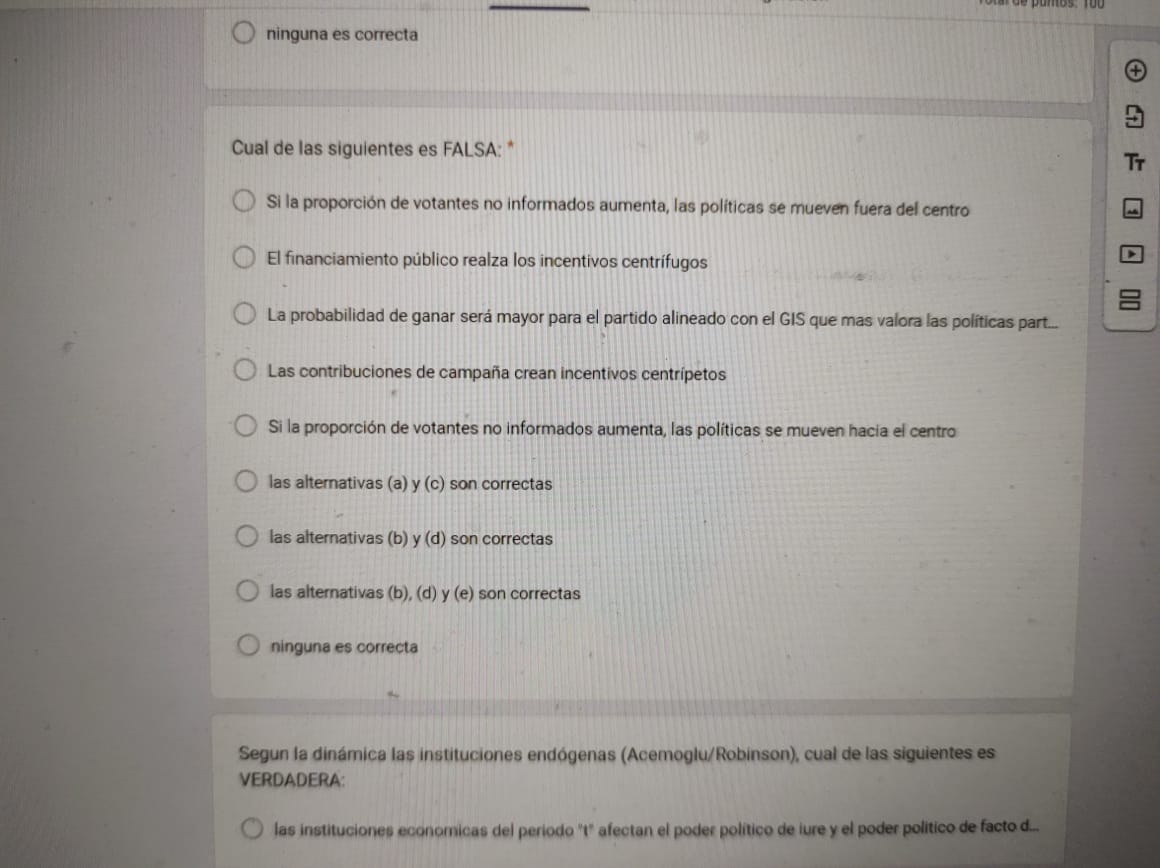 Total de puntos: 100
ninguna es correcta
Cual de las siguientes es FALSA: *
Si la proporción de votantes no informados aumenta, las políticas se mueven fuera del centro
El financiamiento público realza los incentivos centrífugos
La probabilidad de ganar será mayor para el partido alineado con el GIS que mas valora las políticas part...
Las contribuciones de campaña crean incentivos centrípetos
Si la proporción de votantes no informados aumenta, las políticas se mueven hacia el centro
las alternativas (a) y (c) son correctas
las alternativas (b) y (d) son correctas
las alternativas (b), (d) y (e) son correctas
ninguna es correcta
Segun la dinámica las instituciones endógenas (Acemoglu/Robinson), cual de las siguientes es
VERDADERA:
las instituciones economicas del periodo "t" afectan el poder político de iure y el poder politico de facto d...
Tт